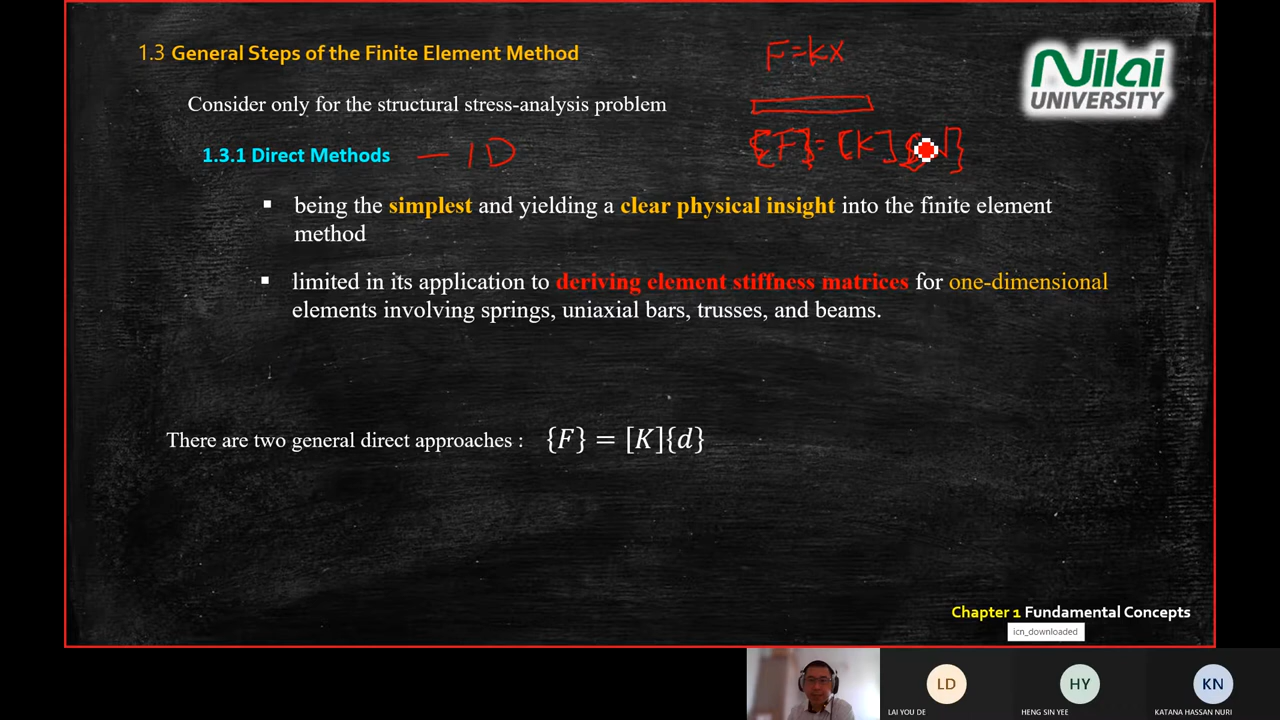 1.3 General Steps of the Finite Element Method
F=kx
Nilai
UNIVERSITY
Consider only for the structural stress-analysis problem
1.3.1 Direct Methods — 1D
{F}=[K]{d}
▪ being the simplest and yielding a clear physical insight into the finite element
method
▪ limited in its application to deriving element stiffness matrices for one-dimensional
elements involving springs, uniaxial bars, trusses, and beams.
There are two general direct approaches : {F} = [K]{d}
Chapter 1 Fundamental Concepts
icn_downloaded
LD
HY
KN
LAI YOU DE
HENG SIN YEE
KATANA HASSAN NURI